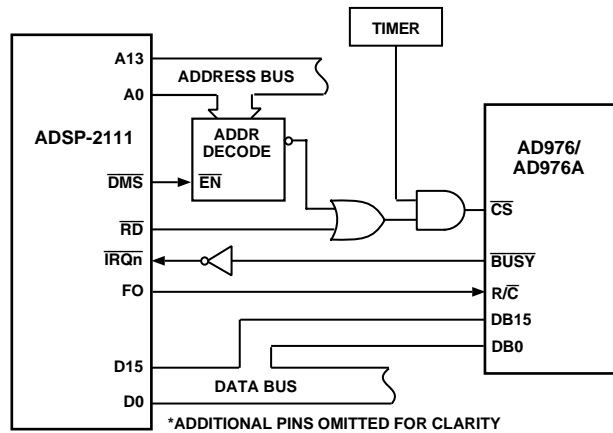 TIMER
A13
ADDRESS BUS
A0
ADSP-2111
ADDR
DECODE
AD976/
AD976A
DMS
EN
CS
RD
IRQn
BUSY
FO
R/C
DB15
DB0
D15
DATA BUS
D0
*ADDITIONAL PINS OMITTED FOR CLARITY